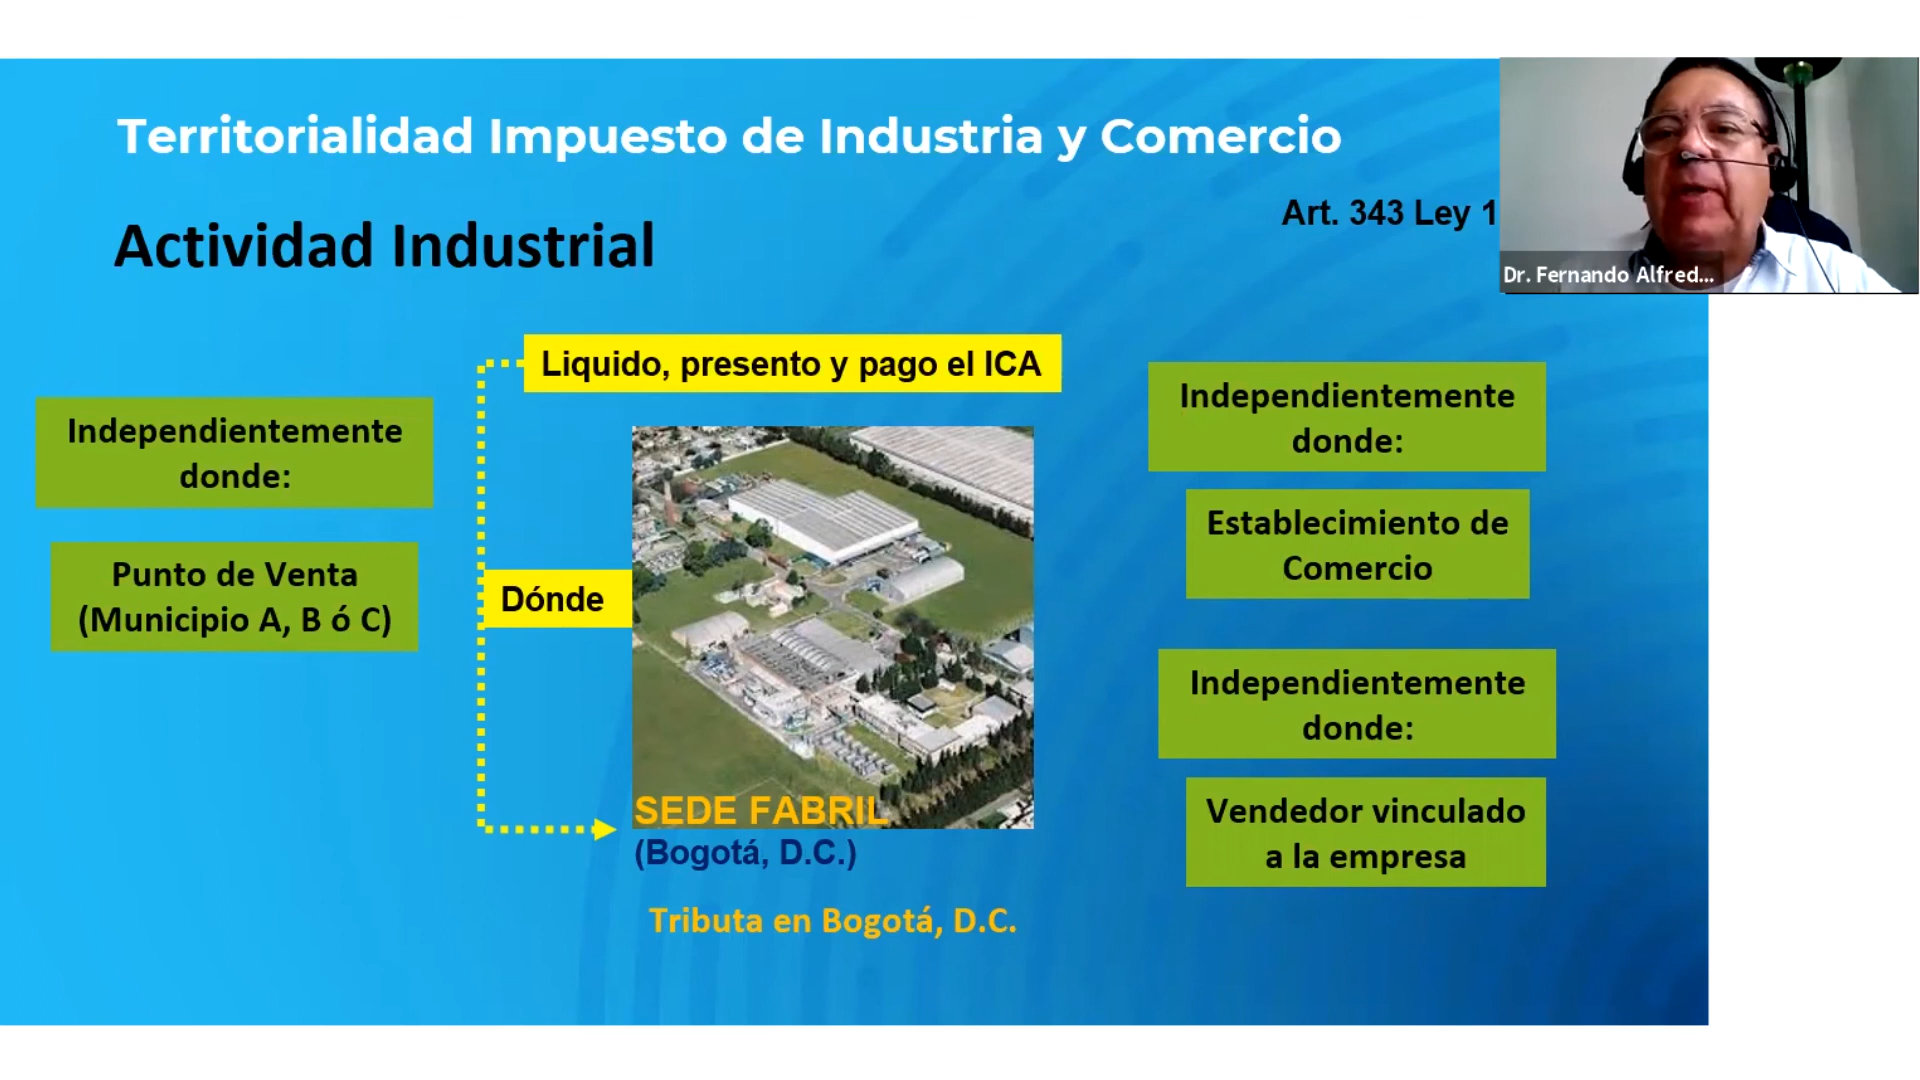 Territorialidad Impuesto de Industria y Comercio
Art. 343 Ley 1
Actividad Industrial
Dr. Fernando Alfred...
Liquido, presento y pago el ICA
Independientemente
donde:
Punto de Venta
(Municipio A, B ó C)
Dónde
SEDE FABRIL
(Bogotá, D.C.)
Tributa en Bogotá, D.C.
Independientemente
donde:
Establecimiento de
Comercio
Independientemente
donde:
Vendedor vinculado
a la empresa